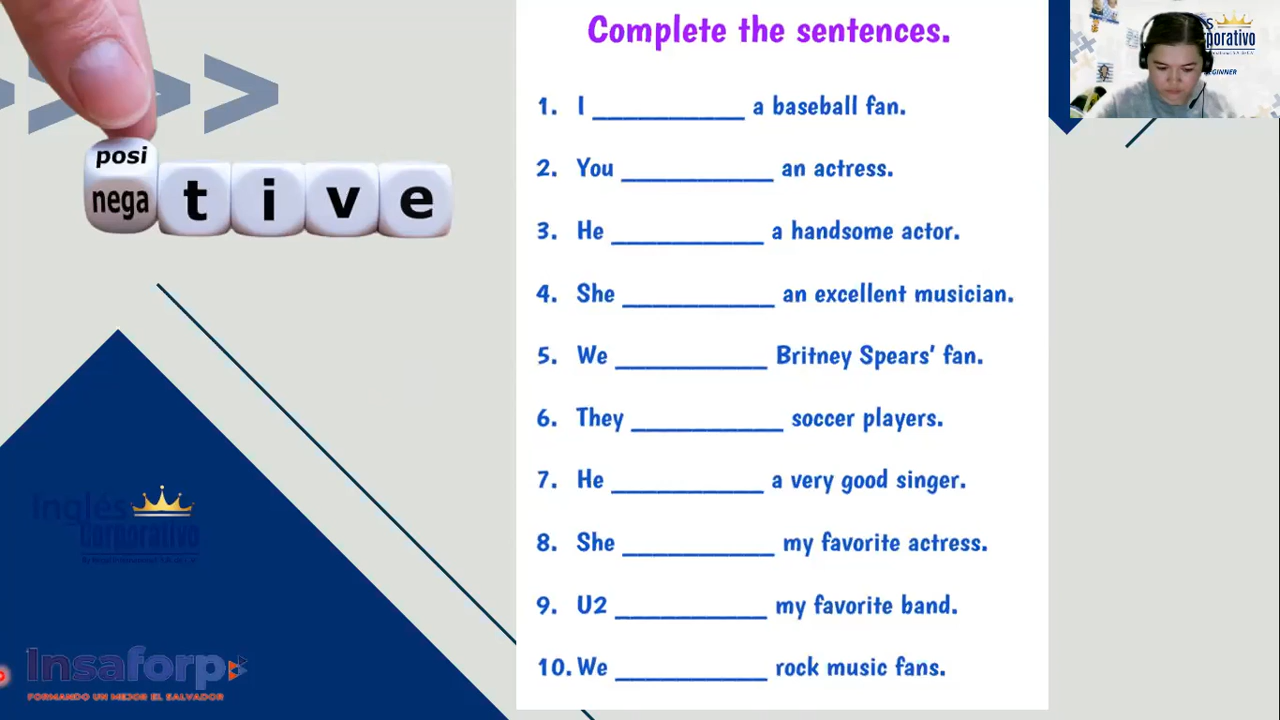 Complete the sentences.
1. I ____________ a baseball fan.
2. You ____________ an actress.
3. He ____________ a handsome actor.
4. She ____________ an excellent musician.
5. We ____________ Britney Spears' fan.
6. They ____________ soccer players.
7. He ____________ a very good singer.
8. She ____________ my favorite actress.
9. U2 ____________ my favorite band.
10. We ____________ rock music fans.
posi
nega t i v e
Inglés
Corporativo
Insaforp
FORMANDO UN MEJOR EL SALVADOR
s
rporativo
EGINNER